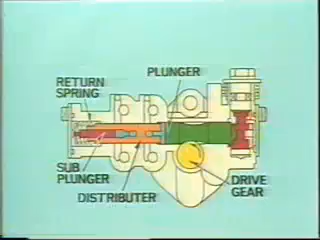 PLUNGER
RETURN
SPRING
SUB
PLUNGER
DISTRIBUTER
DRIVE
GEAR